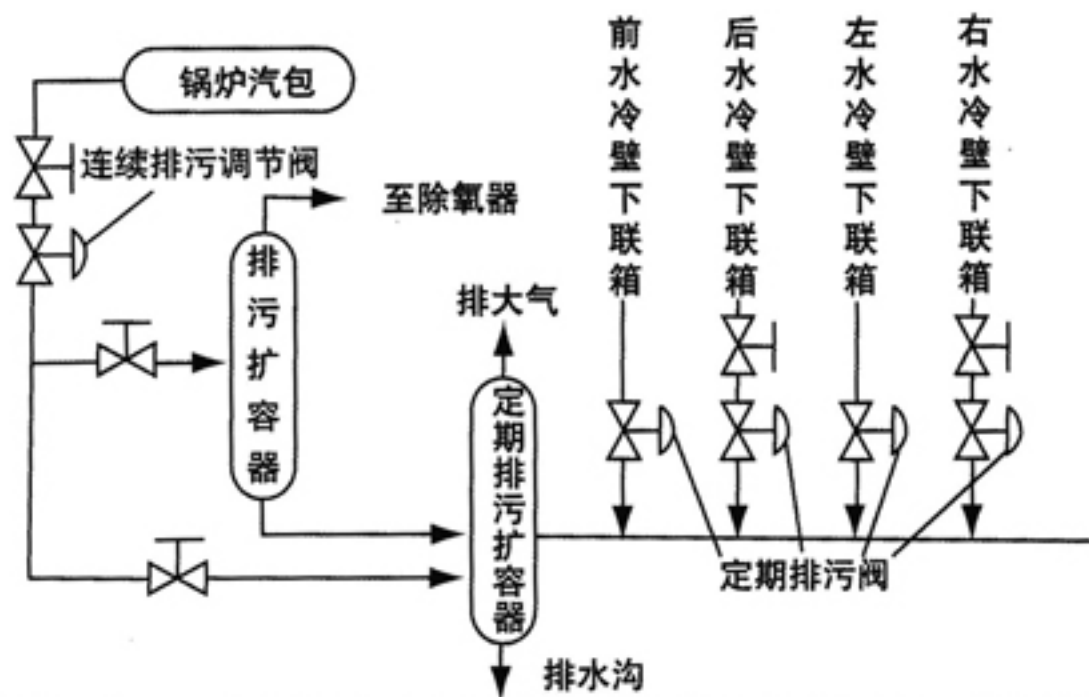 锅炉汽包
连续排污调节阀
至除氧器
排污扩容器
排大气
定期排污扩容器
排水沟
前水冷壁下联箱
后水冷壁下联箱
左水冷壁下联箱
右水冷壁下联箱
定期排污阀